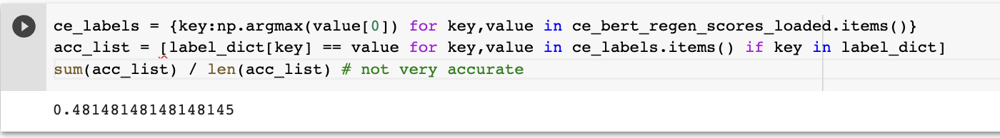 ce_labels = {key:np.argmax(value[0]) for key,value in ce_bert_regen_scores_loaded.items()}
acc_list = [label_dict[key] == value for key,value in ce_labels.items() if key in label_dict]
sum(acc_list) / len(acc_list) # not very accurate
0.48148148148148145